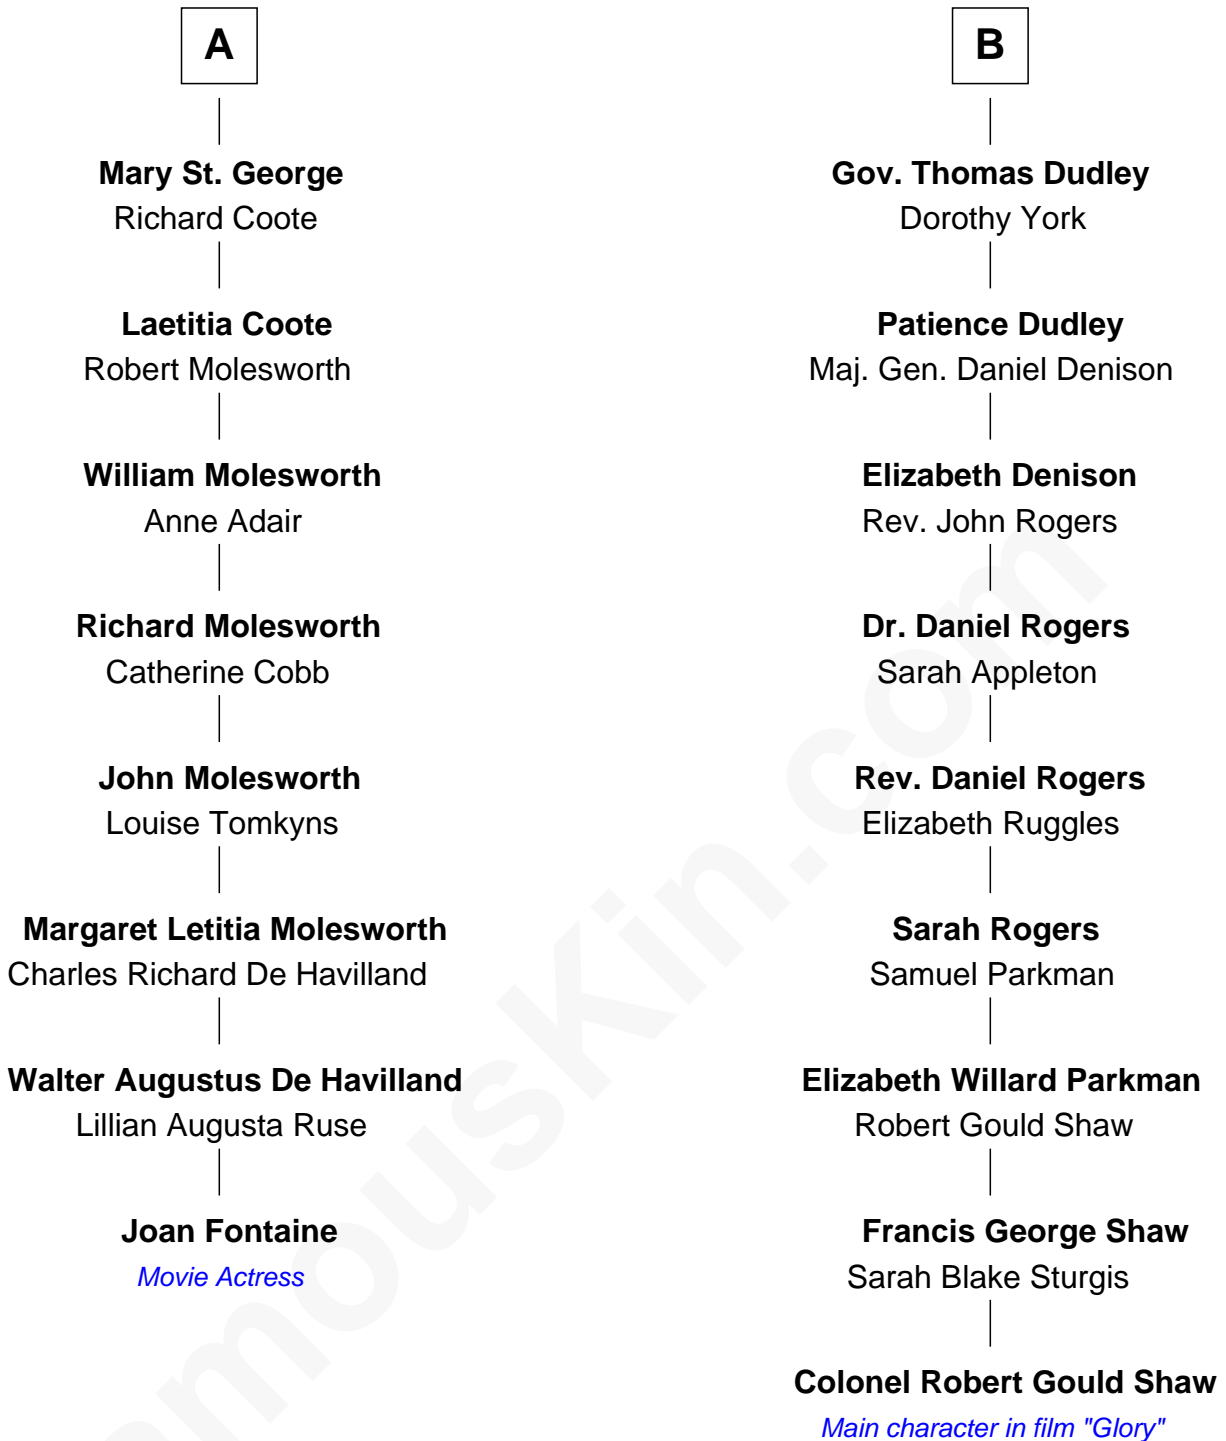 A
Mary St. George
Richard Coote
Laetitia Coote
Robert Molesworth
William Molesworth
Anne Adair
Richard Molesworth
Catherine Cobb
John Molesworth
Louise Tomkyns
Margaret Letitia Molesworth
Charles Richard De Havilland
Walter Augustus De Havilland
Lillian Augusta Ruse
Joan Fontaine
Movie Actress
B
Gov. Thomas Dudley
Dorothy York
Patience Dudley
Maj. Gen. Daniel Denison
Elizabeth Denison
Rev. John Rogers
Dr. Daniel Rogers
Sarah Appleton
Rev. Daniel Rogers
Elizabeth Ruggles
Sarah Rogers
Samuel Parkman
Elizabeth Willard Parkman
Robert Gould Shaw
Francis George Shaw
Sarah Blake Sturgis
Colonel Robert Gould Shaw
Main character in film "Glory"
amouskin.com